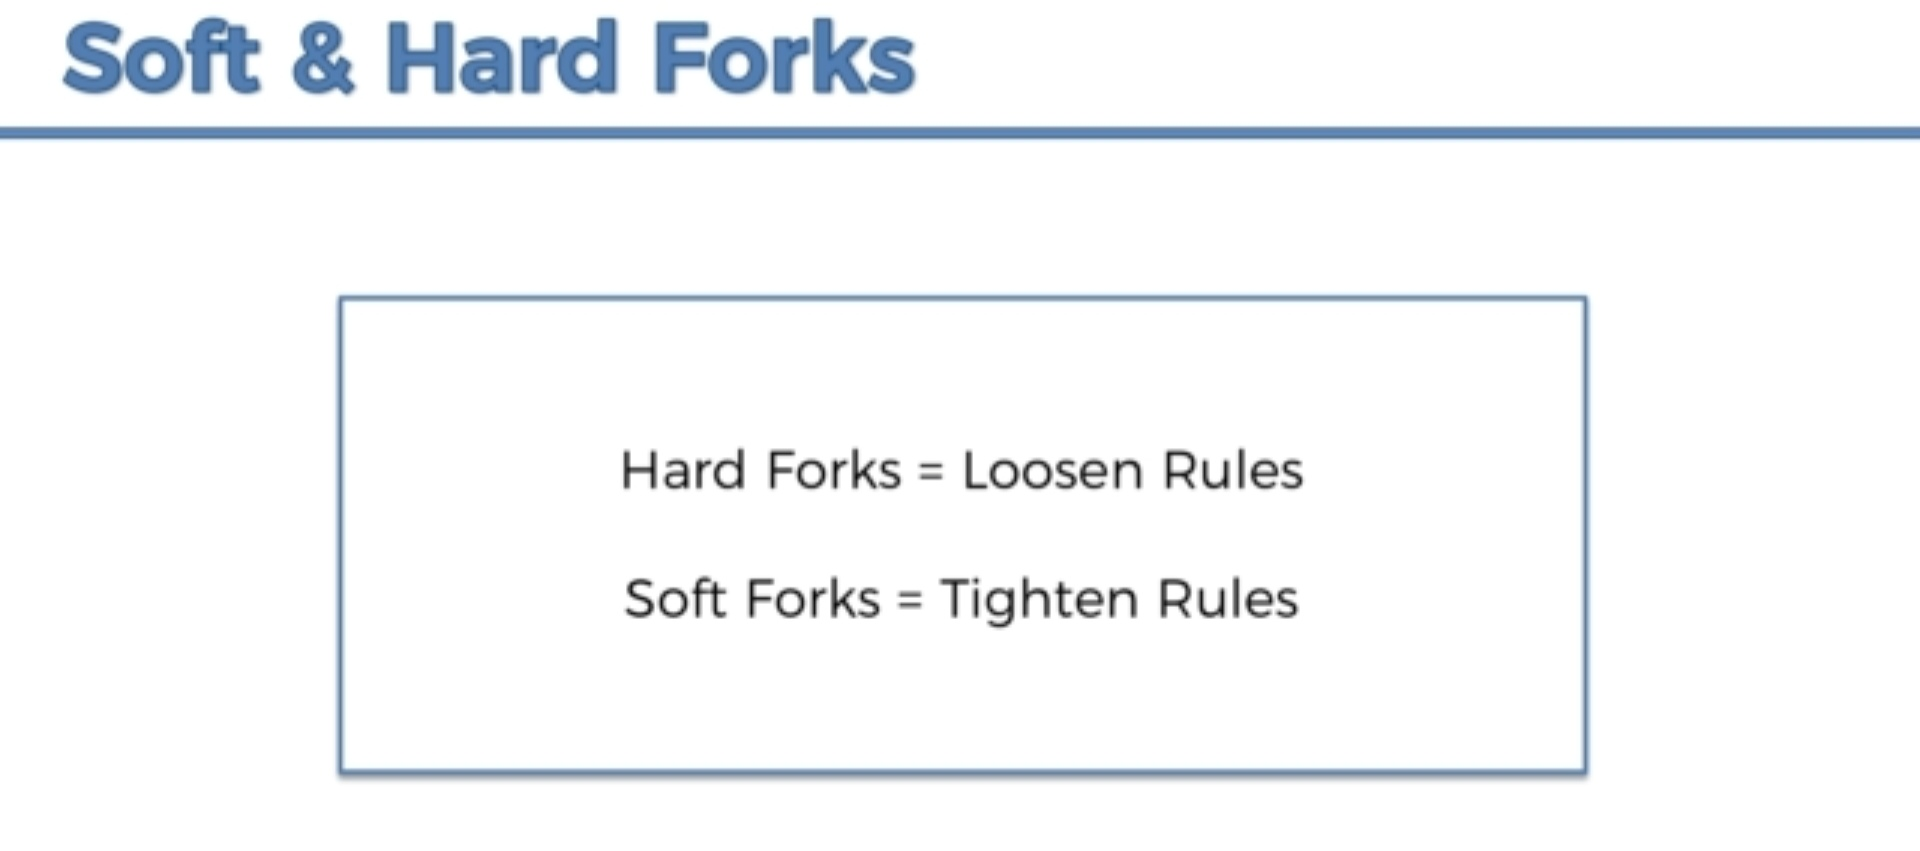 Soft & Hard Forks
Hard Forks = Loosen Rules
Soft Forks = Tighten Rules